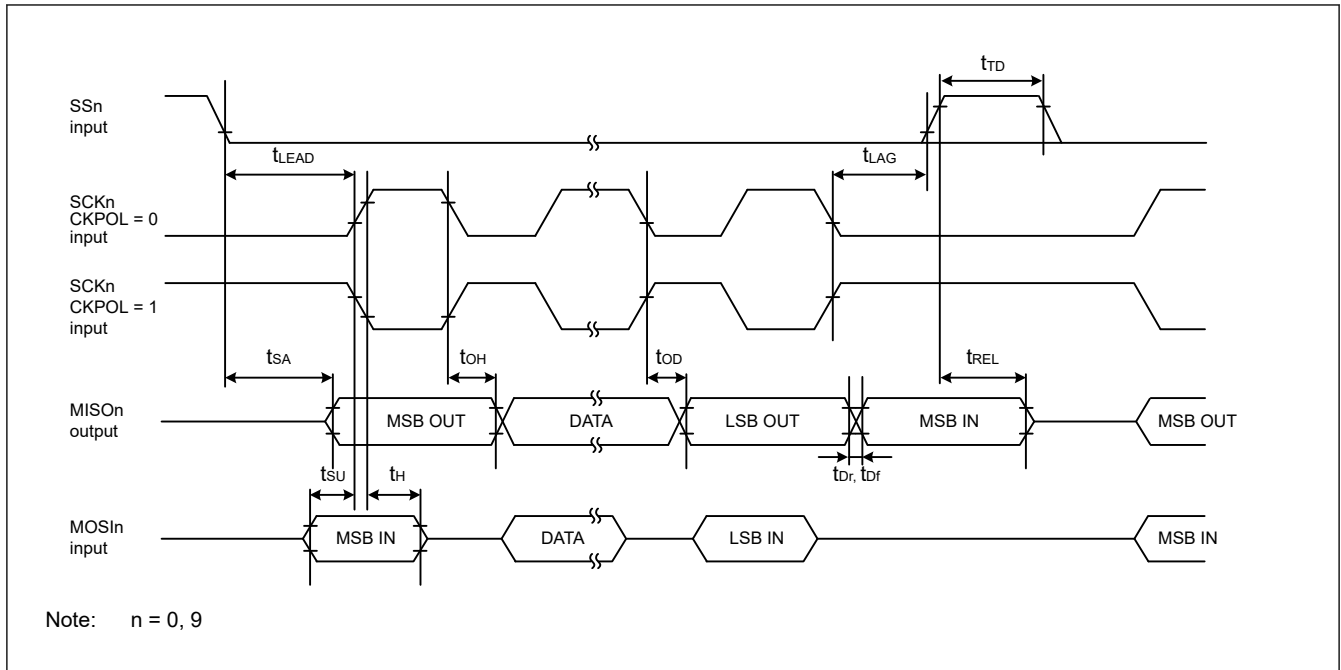 tTD
SSn
input
tLEAD
tLAG
SCKn
CKPOL = 0
input
SCKn
CKPOL = 1
input
tSA
tOH
tOD
tREL
MISOn
output
MSB OUT
DATA
LSB OUT
MSB IN
MSB OUT
tSU
tH
tDr, tDf
MOSIn
input
MSB IN
DATA
LSB IN
MSB IN
Note: n = 0, 9